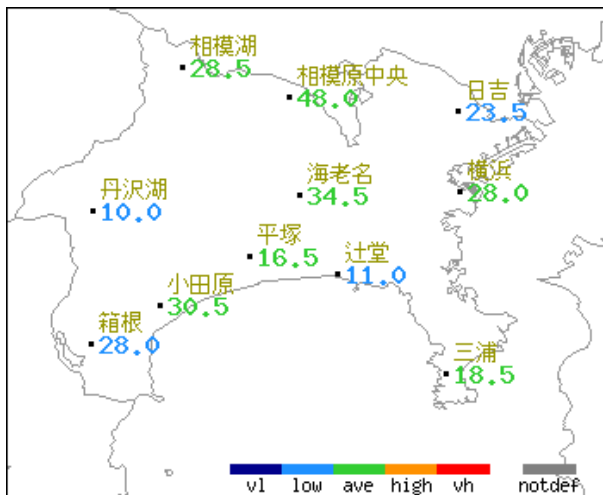 相模湖
28.5
相模原中央
48.0
日吉
23.5
丹沢湖
10.0
海老名
34.5
横浜
28.0
平塚
16.5
辻堂
11.0
小田原
30.5
箱根
28.0
三浦
18.5
vl low ave high vh notdef